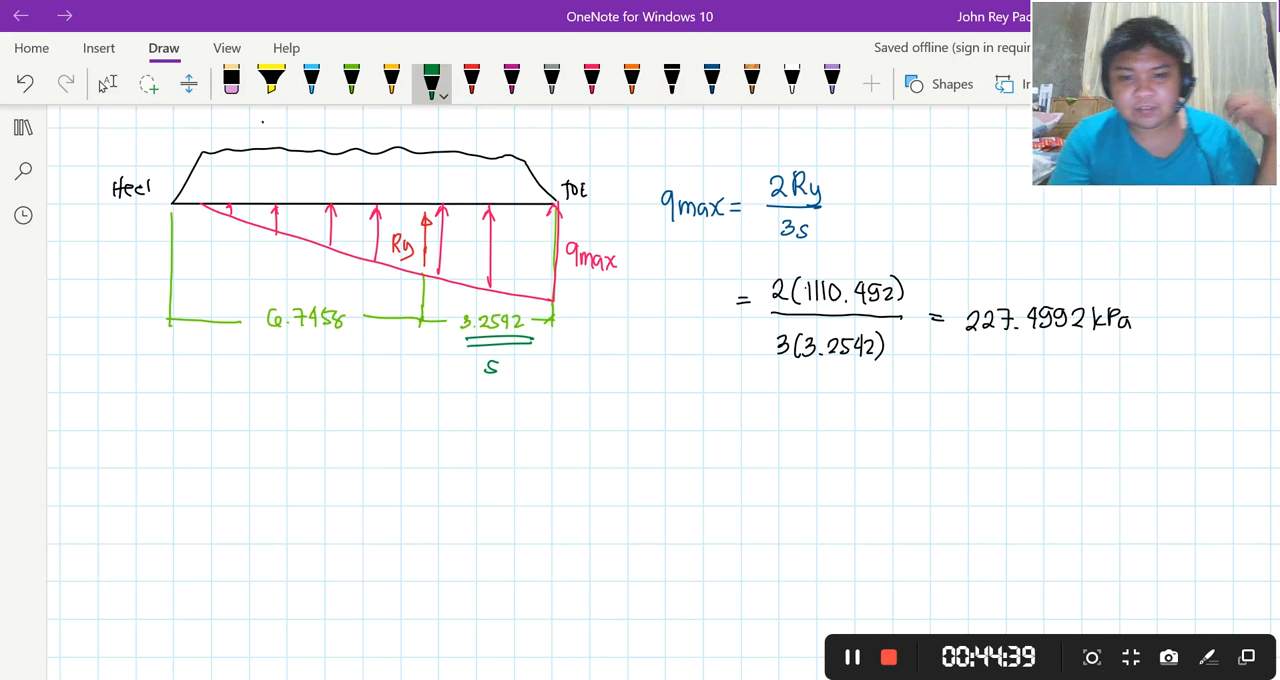 OneNote for Windows 10
John Rey Pac
Home Insert Draw View Help
Saved offline (sign in requir
Shapes
In
Heel
TOE
Ry
qmax
6.7458
3.2592
s
qmax = 2Ry
3s
= 2(1110.492)
3(3.2542)
= 227.4992 kPa
00:44:39